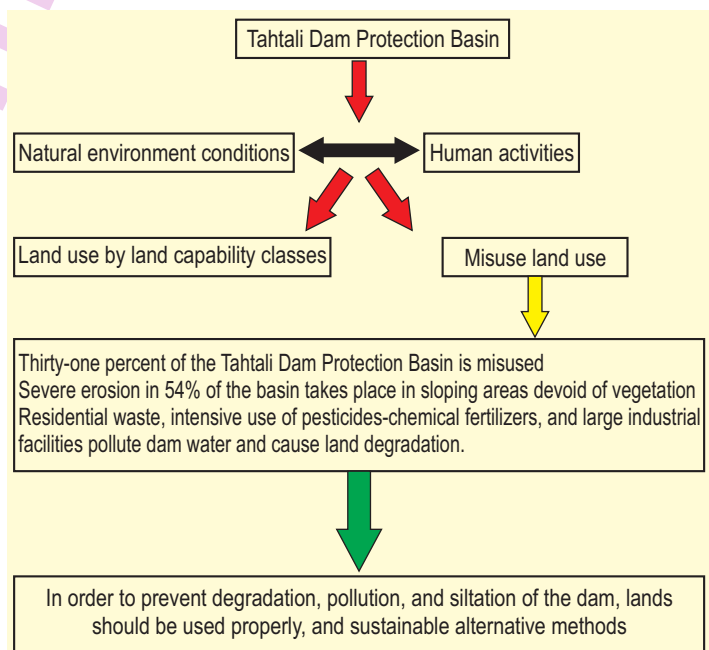 Tahtali Dam Protection Basin
Natural environment conditions
Human activities
Land use by land capability classes
Misuse land use
Thirty-one percent of the Tahtali Dam Protection Basin is misused
Severe erosion in 54% of the basin takes place in sloping areas devoid of vegetation
Residential waste, intensive use of pesticides-chemical fertilizers, and large industrial
facilities pollute dam water and cause land degradation.
In order to prevent degradation, pollution, and siltation of the dam, lands
should be used properly, and sustainable alternative methods